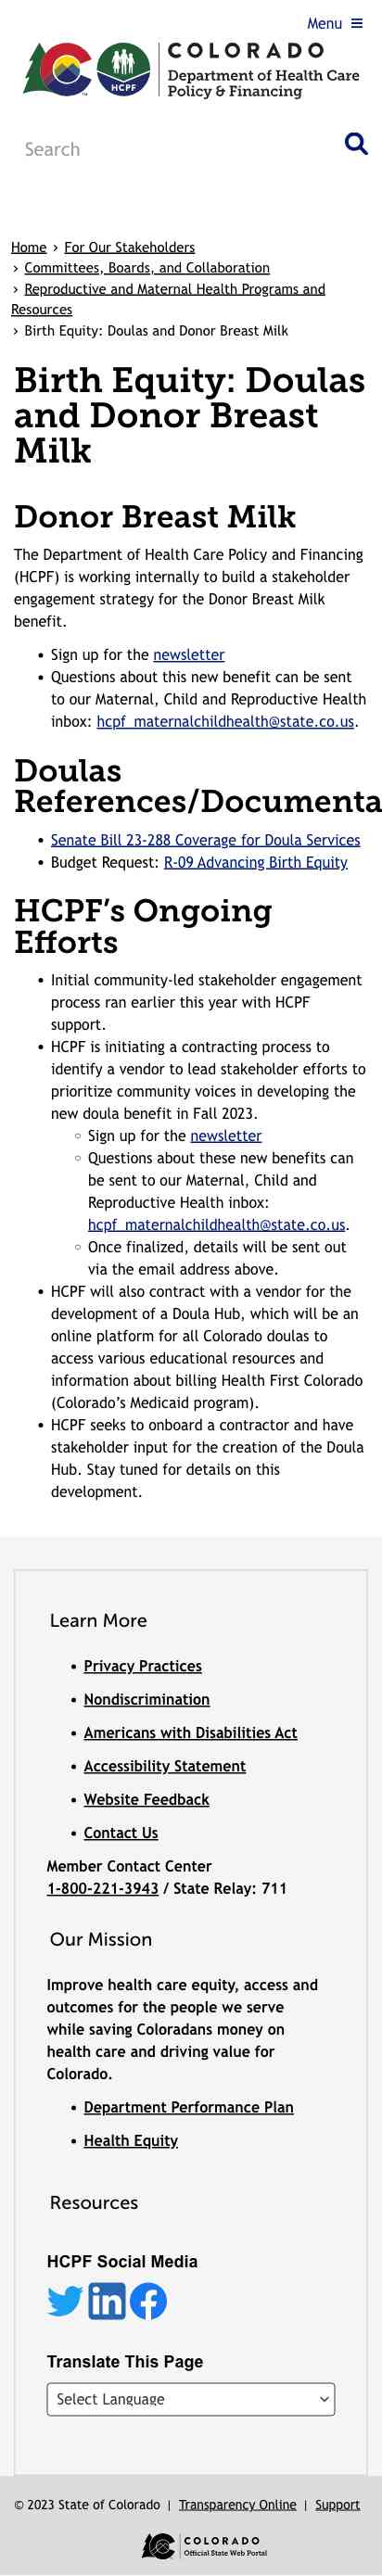 Menu
COLORADO
Department of Health Care
Policy & Financing
HCPF
Search
Home › For Our Stakeholders
› Committees, Boards, and Collaboration
› Reproductive and Maternal Health Programs and
Resources
› Birth Equity: Doulas and Donor Breast Milk
Birth Equity: Doulas
and Donor Breast
Milk
Donor Breast Milk
The Department of Health Care Policy and Financing
(HCPF) is working internally to build a stakeholder
engagement strategy for the Donor Breast Milk
benefit.
• Sign up for the newsletter
• Questions about this new benefit can be sent
to our Maternal, Child and Reproductive Health
inbox: hcpf_maternalchildhealth@state.co.us.
Doulas
References/Documenta
• Senate Bill 23-288 Coverage for Doula Services
• Budget Request: R-09 Advancing Birth Equity
HCPF’s Ongoing
Efforts
• Initial community-led stakeholder engagement
process ran earlier this year with HCPF
support.
• HCPF is initiating a contracting process to
identify a vendor to lead stakeholder efforts to
prioritize community voices in developing the
new doula benefit in Fall 2023.
○ Sign up for the newsletter
○ Questions about these new benefits can
be sent to our Maternal, Child and
Reproductive Health inbox:
hcpf_maternalchildhealth@state.co.us.
○ Once finalized, details will be sent out
via the email address above.
• HCPF will also contract with a vendor for the
development of a Doula Hub, which will be an
online platform for all Colorado doulas to
access various educational resources and
information about billing Health First Colorado
(Colorado’s Medicaid program).
• HCPF seeks to onboard a contractor and have
stakeholder input for the creation of the Doula
Hub. Stay tuned for details on this
development.
Learn More
• Privacy Practices
• Nondiscrimination
• Americans with Disabilities Act
• Accessibility Statement
• Website Feedback
• Contact Us
Member Contact Center
1-800-221-3943 / State Relay: 711
Our Mission
Improve health care equity, access and
outcomes for the people we serve
while saving Coloradans money on
health care and driving value for
Colorado.
• Department Performance Plan
• Health Equity
Resources
HCPF Social Media
Translate This Page
Select Language
© 2023 State of Colorado | Transparency Online | Support
COLORADO
Official State Web Portal